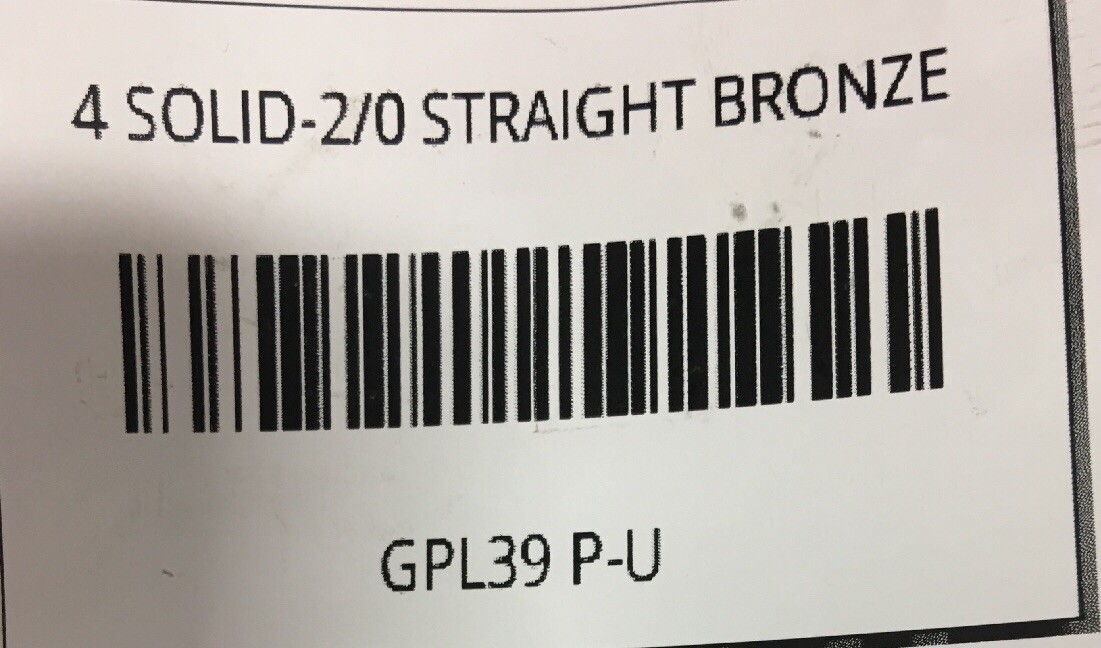 4 SOLID-2/0 STRAIGHT BRONZE
GPL39 P-U